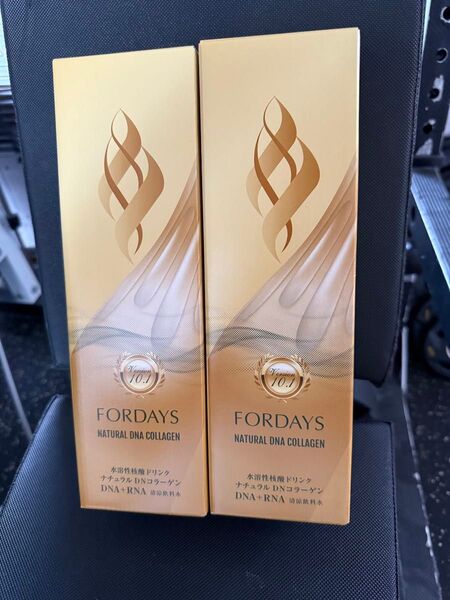 Version
10.1
FORDAYS
NATURAL DNA COLLAGEN
水溶性核酸ドリンク
ナチュラル DNコラーゲン
DNA+RNA 清涼飲料水
Version
10.1
FORDAYS
NATURAL DNA COLLAGEN
水溶性核酸ドリンク
ナチュラル DNコラーゲン
DNA+RNA 清涼飲料水